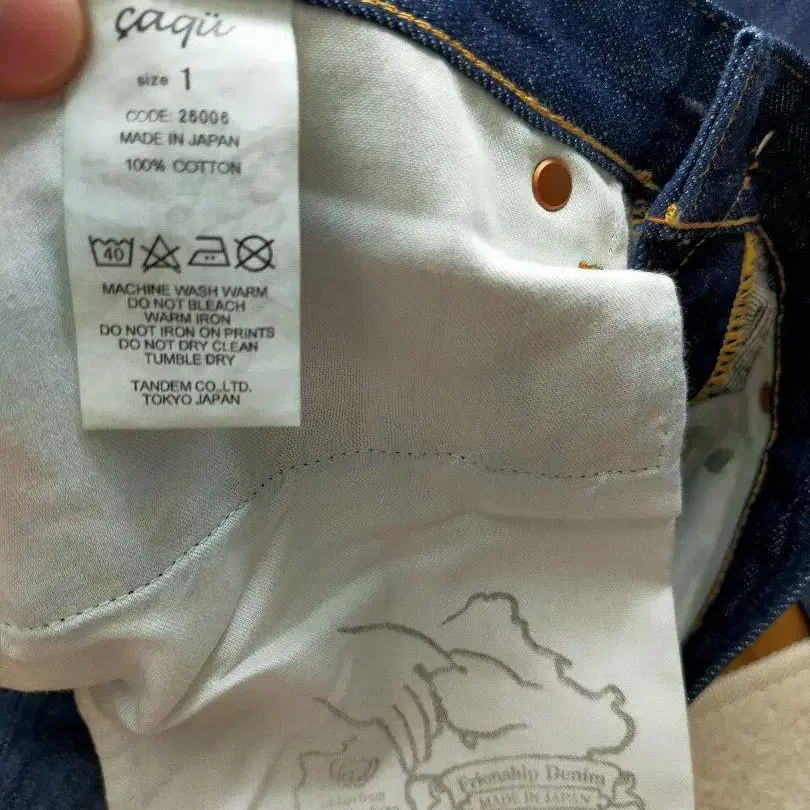 çaqü
size 1
CODE: 26006
MADE IN JAPAN
100% COTTON
40
MACHINE WASH WARM
DO NOT BLEACH
WARM IRON
DO NOT IRON ON PRINTS
DO NOT DRY CLEAN
TUMBLE DRY
TANDEM CO.,LTD.
TOKYO JAPAN
Frienship Denim
MADE IN JAPAN